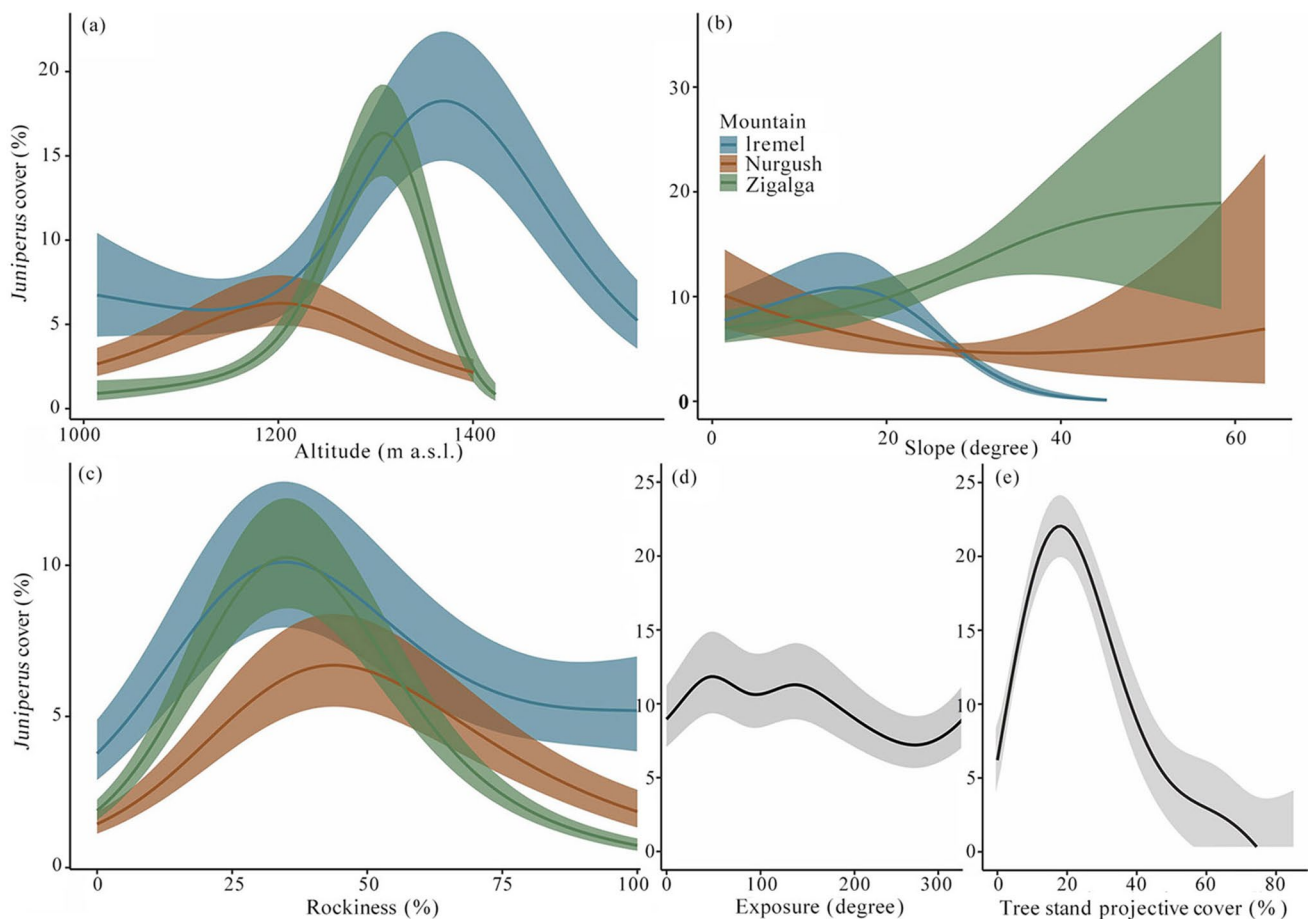 (a)
Juniperus cover (%)
20
15
10
5
0
1000
1200
1400
Altitude (m a.s.l.)
(b)
30
20
10
0
Mountain
Iremel
Nurgush
Zigalga
0
20
40
60
Slope (degree)
(c)
Juniperus cover (%)
10
5
0
0
25
50
75
100
Rockiness (%)
(d)
25
20
15
10
5
0
0
100
200
300
Exposure (degree)
(e)
25
20
15
10
5
0
0
20
40
60
80
Tree stand projective cover (%)